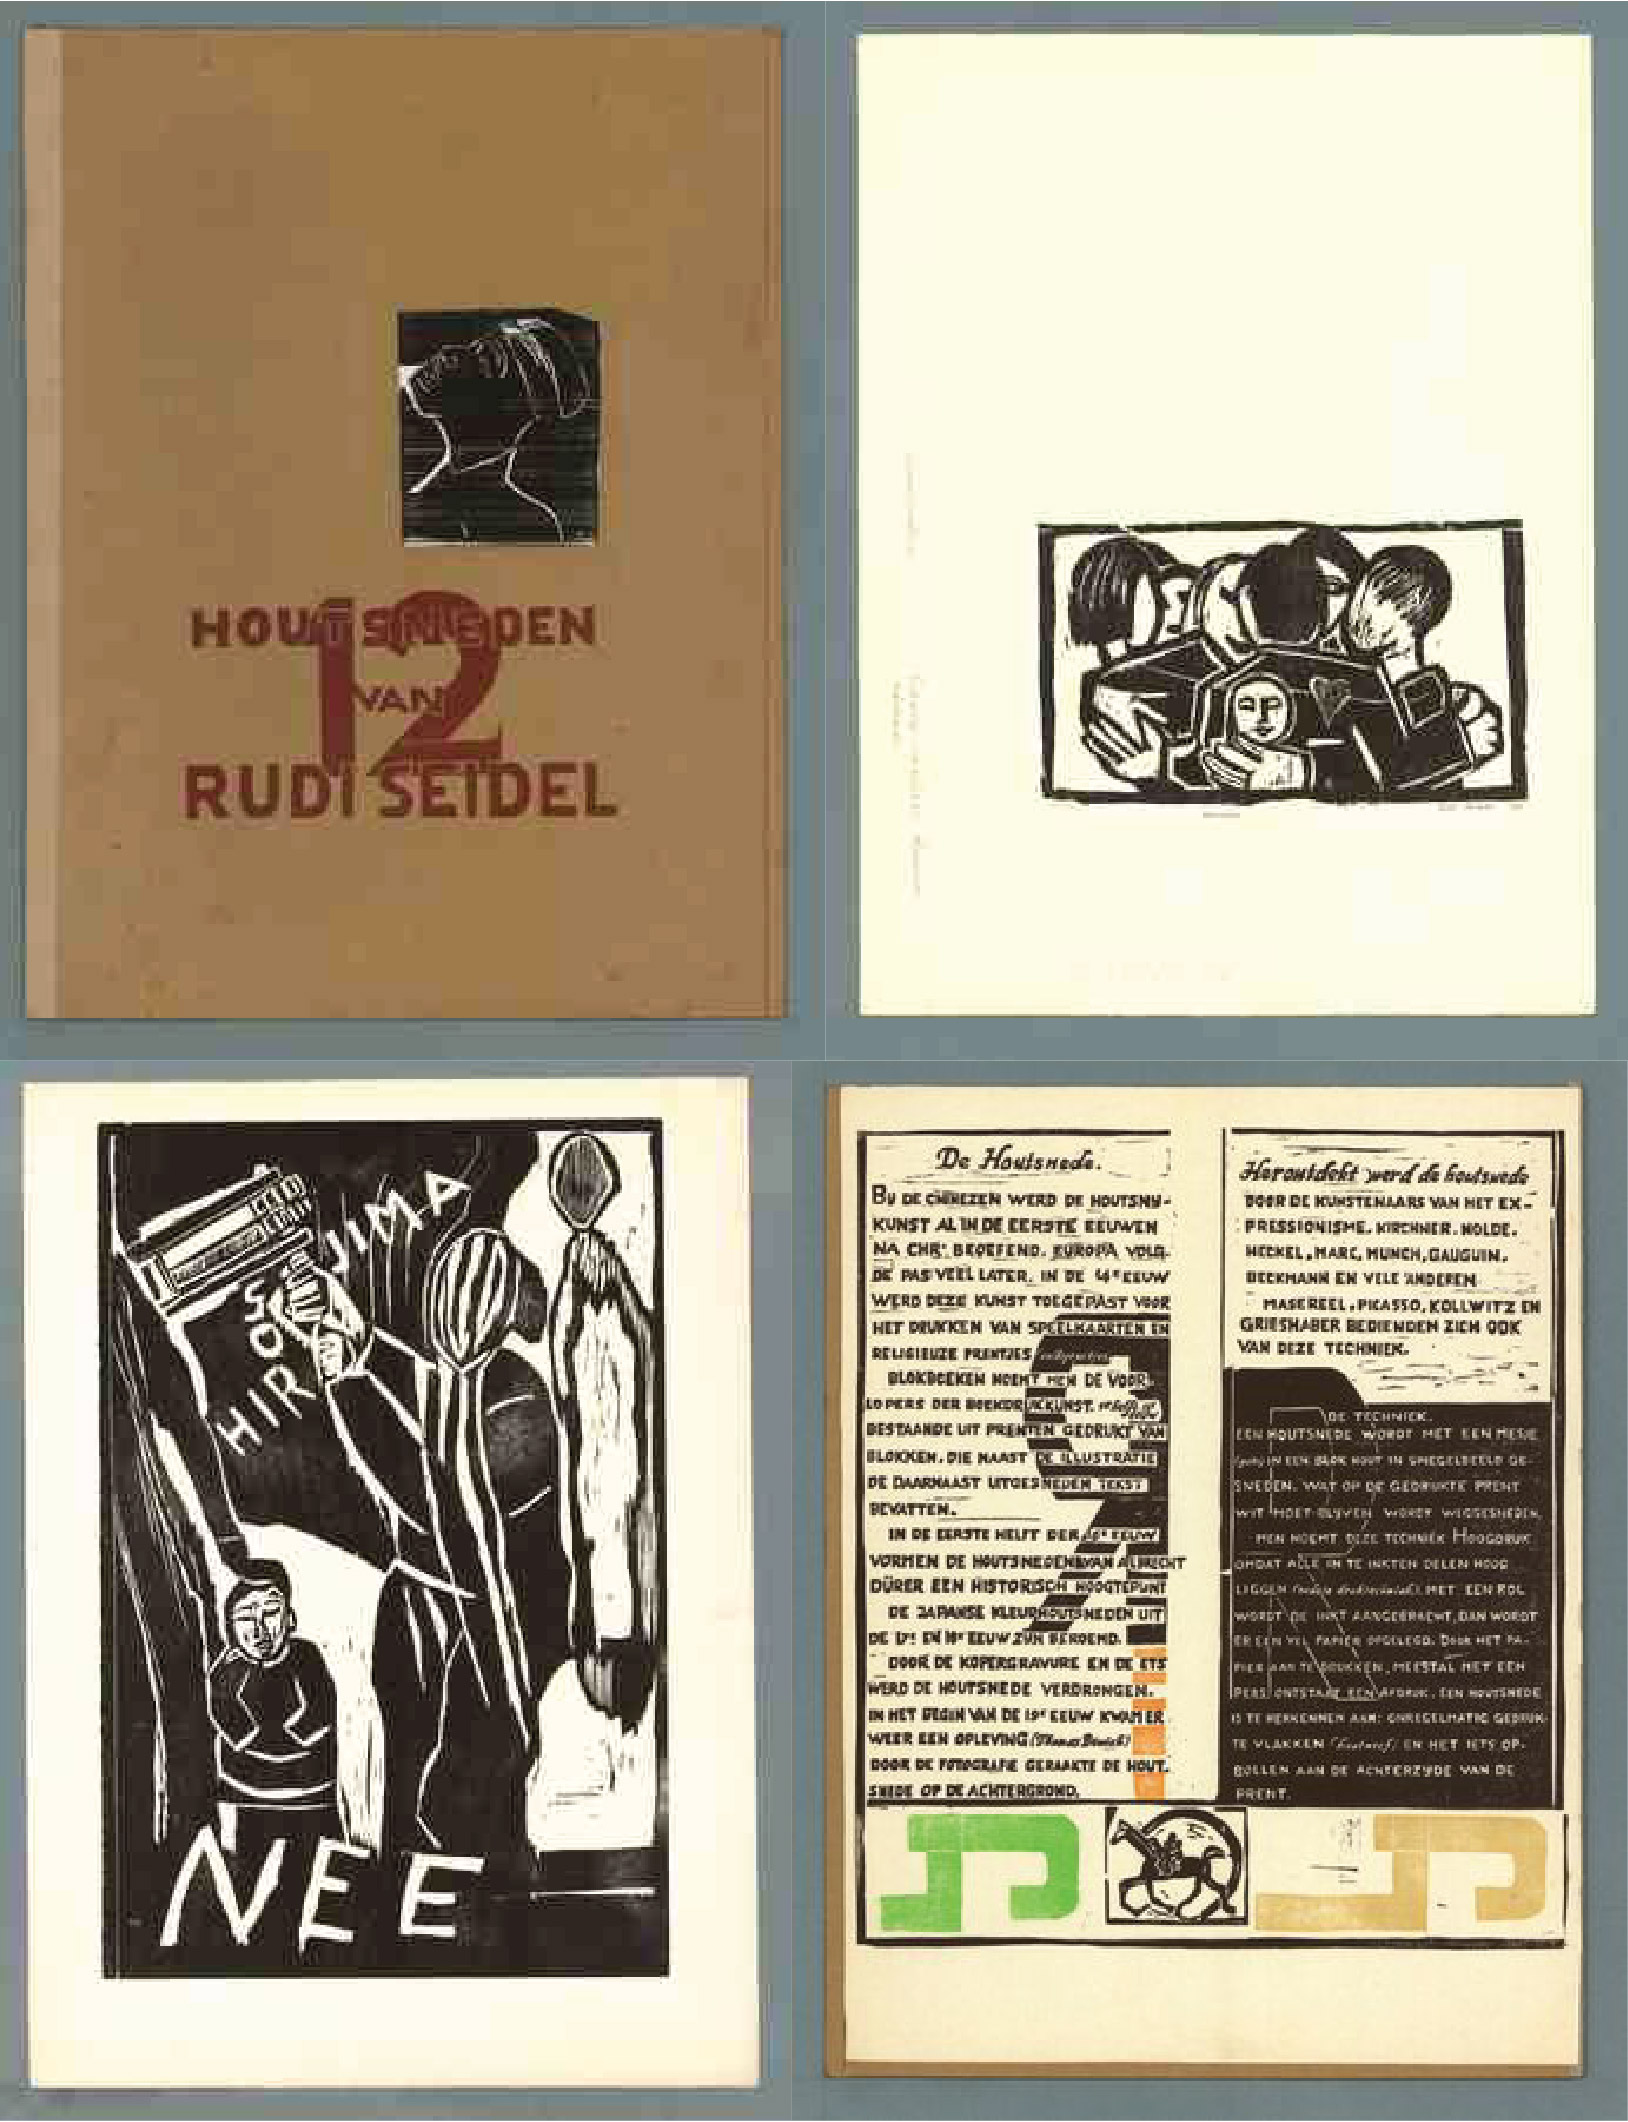 HOUTSNEDEN
12
VAN
RUDI SEIDEL
HIROSJIMA
NEE
De Houtsnede.
BIJ DE CHINEZEN WERD DE HOUTSNIJ-
KUNST AL IN DE EERSTE EEUWEN
NA CHR. BEOEFEND. EUROPA VOLG-
DE PAS VEEL LATER. IN DE 14e EEUW
WERD DEZE KUNST TOEGEPAST VOOR
HET DRUKKEN VAN SPEELKAARTEN EN
RELIGIEUZE PRENTJES
BLOKBOEKEN NOEMT MEN DE VOOR-
LOPERS DER BOEKDRUKKUNST.
BESTAANDE UIT PRENTEN GEDRUKT VAN
BLOKKEN, DIE NAAST DE ILLUSTRATIE
DE DAARNAAST UITGESNEDEN TEKST
BEVATTEN.
IN DE EERSTE HELFT DER 16e EEUW
VORMEN DE HOUTSNEDEN VAN ALBRECHT
DÜRER EEN HISTORISCH HOOGTEPUNT
DE JAPANSE KLEURHOUTSNEDEN UIT
DE 17e EN 18e EEUW ZIJN BEROEMD.
DOOR DE KOPERGRAVURE EN DE ETS
WERD DE HOUTSNEDE VERDRONGEN.
IN HET BEGIN VAN DE 19e EEUW KWAM ER
WEER EEN OPLEVING (Thomas Bewick)
DOOR DE FOTOGRAFIE GERAAKTE DE HOUT-
SNEDE OP DE ACHTERGROND.
Herontdekt werd de houtsnede
DOOR DE KUNSTENAARS VAN HET EX-
PRESSIONISME. KIRCHNER. NOLDE.
HECKEL, MARC, MUNCH, GAUGUIN.
BECKMANN EN VELE ANDEREN
MASEREEL, PICASSO, KOLLWITZ EN
GRIESHABER BEDIENDEN ZICH OOK
VAN DEZE TECHNIEK.
DE TECHNIEK.
EEN HOUTSNEDE WORDT MET EEN MESJE
(guts) IN EEN BLOK HOUT IN SPIEGELBEELD GE-
SNEDEN. WAT OP DE GEDRUKTE PRENT
WIT MOET BLIJVEN WORDT WEGGESNEDEN.
MEN NOEMT DEZE TECHNIEK HOOGDRUK
OMDAT ALLE IN TE INKTEN DELEN HOOG
LIGGEN MET EEN ROL
WORDT DE INKT AANGEBRACHT, DAN WORDT
ER EEN VEL PAPIER OPGELEGD. DOOR HET PA-
PIER AAN TE DRUKKEN, MEESTAL MET EEN
PERS ONTSTAAT EEN AFDRUK. EEN HOUTSNEDE
IS TE HERKENNEN AAN: ONREGELMATIG GEDRUK-
TE VLAKKEN (houtnerf) EN HET IETS OP-
BOLLEN AAN DE ACHTERZIJDE VAN DE
PRENT.